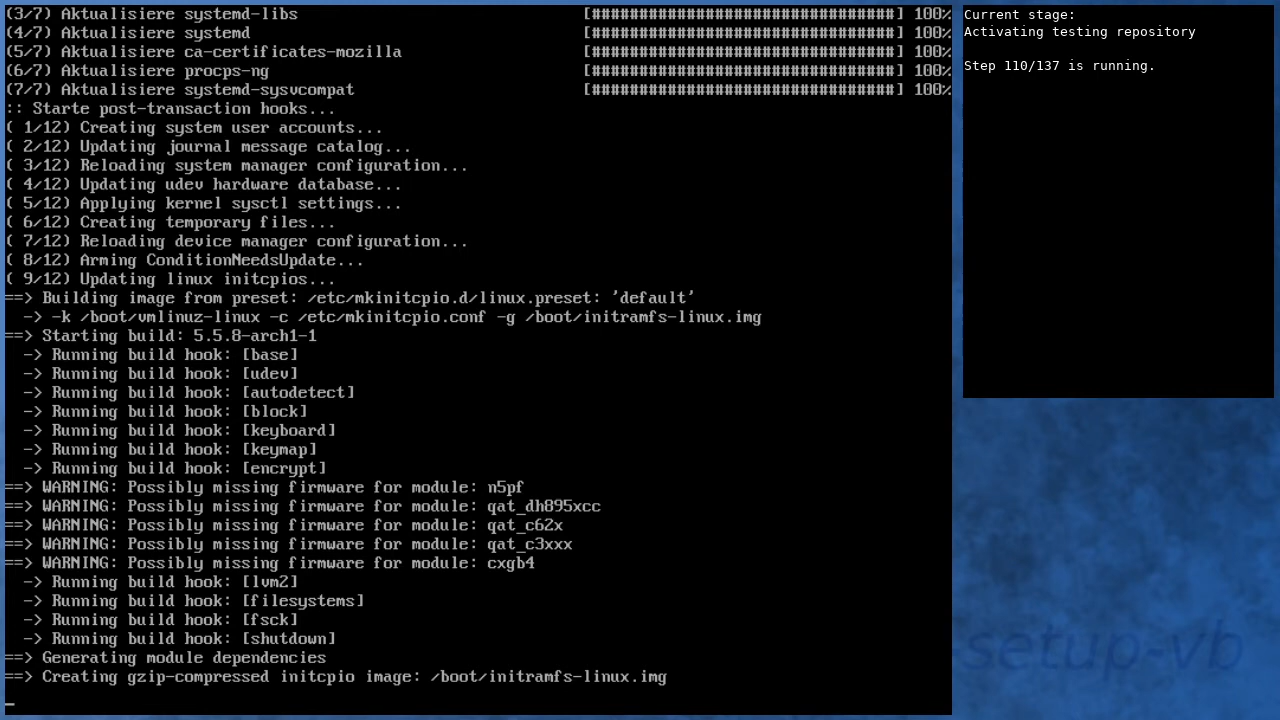 (3/7) Aktualisiere systemd-libs [################################] 100%
(4/7) Aktualisiere systemd [################################] 100%
(5/7) Aktualisiere ca-certificates-mozilla [################################] 100%
(6/7) Aktualisiere procps-ng [################################] 100%
(7/7) Aktualisiere systemd-sysvcompat [################################] 100%
:: Starte post-transaction hooks...
( 1/12) Creating system user accounts...
( 2/12) Updating journal message catalog...
( 3/12) Reloading system manager configuration...
( 4/12) Updating udev hardware database...
( 5/12) Applying kernel sysctl settings...
( 6/12) Creating temporary files...
( 7/12) Reloading device manager configuration...
( 8/12) Arming ConditionNeedsUpdate...
( 9/12) Updating linux initcpios...
==> Building image from preset: /etc/mkinitcpio.d/linux.preset: 'default'
  -> -k /boot/vmlinuz-linux -c /etc/mkinitcpio.conf -g /boot/initramfs-linux.img
==> Starting build: 5.5.8-arch1-1
  -> Running build hook: [base]
  -> Running build hook: [udev]
  -> Running build hook: [autodetect]
  -> Running build hook: [block]
  -> Running build hook: [keyboard]
  -> Running build hook: [keymap]
  -> Running build hook: [encrypt]
==> WARNING: Possibly missing firmware for module: n5pf
==> WARNING: Possibly missing firmware for module: qat_dh895xcc
==> WARNING: Possibly missing firmware for module: qat_c62x
==> WARNING: Possibly missing firmware for module: qat_c3xxx
==> WARNING: Possibly missing firmware for module: cxgb4
  -> Running build hook: [lvm2]
  -> Running build hook: [filesystems]
  -> Running build hook: [fsck]
  -> Running build hook: [shutdown]
==> Generating module dependencies
==> Creating gzip-compressed initcpio image: /boot/initramfs-linux.img
_
Current stage:
Activating testing repository
Step 110/137 is running.
setup-vb